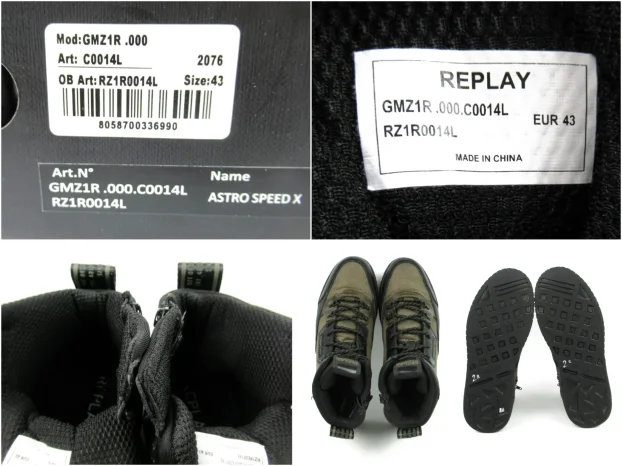 Mod:GMZ1R .000
Art: C0014L 2076
OB Art:RZ1R0014L Size:43
8058700336990
Art.N° Name
GMZ1R .000.C0014L ASTRO SPEED X
RZ1R0014L
REPLAY
GMZ1R .000.C0014L
RZ1R0014L EUR 43
MADE IN CHINA